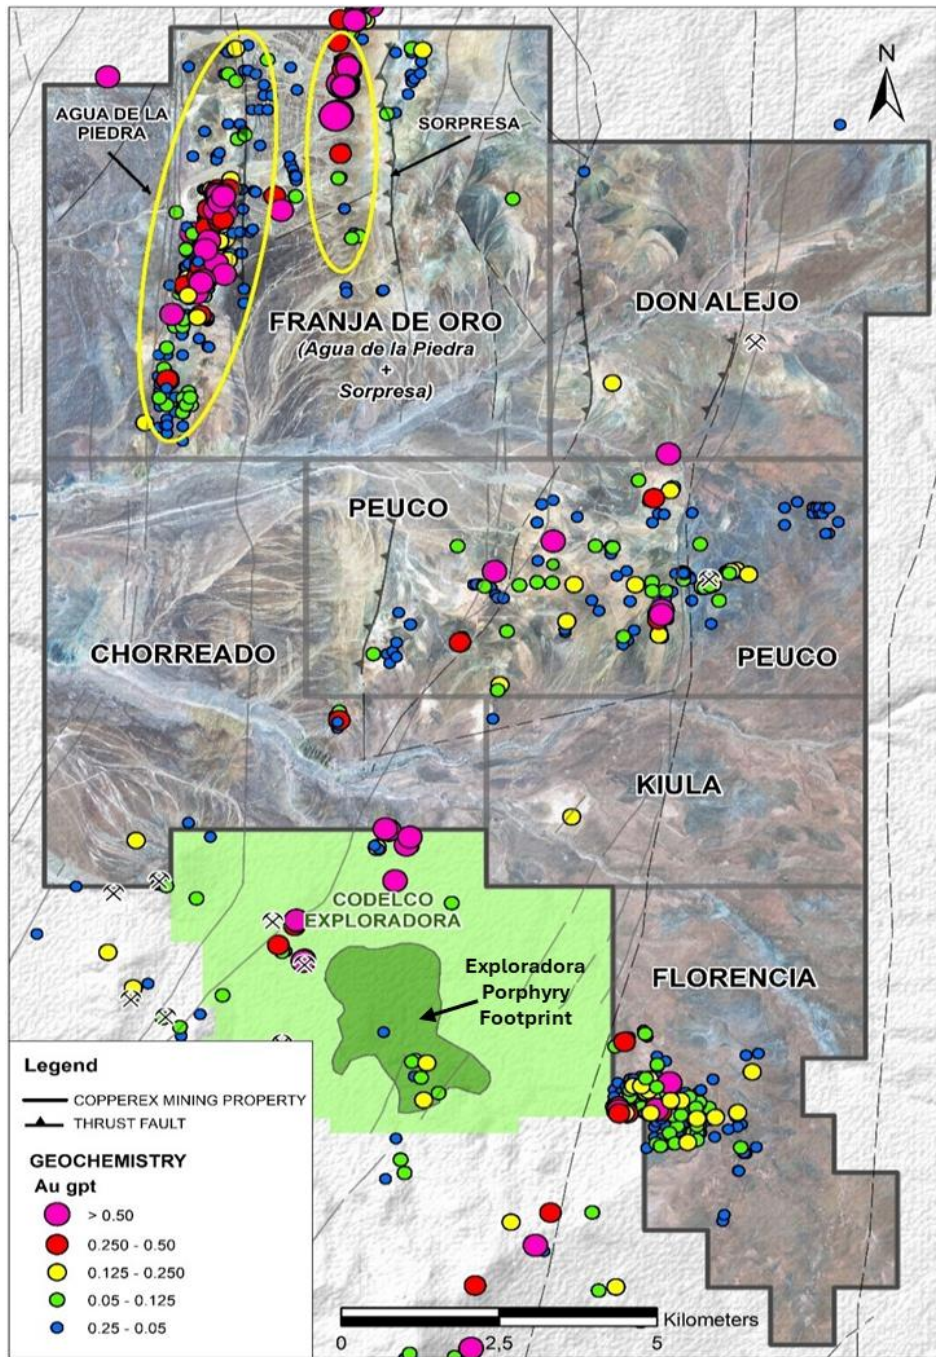 N
AGUA DE LA
PIEDRA
SORPRESA
DON ALEJO
FRANJA DE ORO
(Agua de la Piedra
+
Sorpresa)
PEUCO
CHORREADO
PEUCO
KIULA
CODELCO
EXPLORADORA
Exploradora
Porphyry
Footprint
FLORENCIA
Legend
COPPEREX MINING PROPERTY
THRUST FAULT
GEOCHEMISTRY
Au gpt
> 0.50
0.250 - 0.50
0.125 - 0.250
0.05 - 0.125
0.25 - 0.05
Kilometers
0 2,5 5